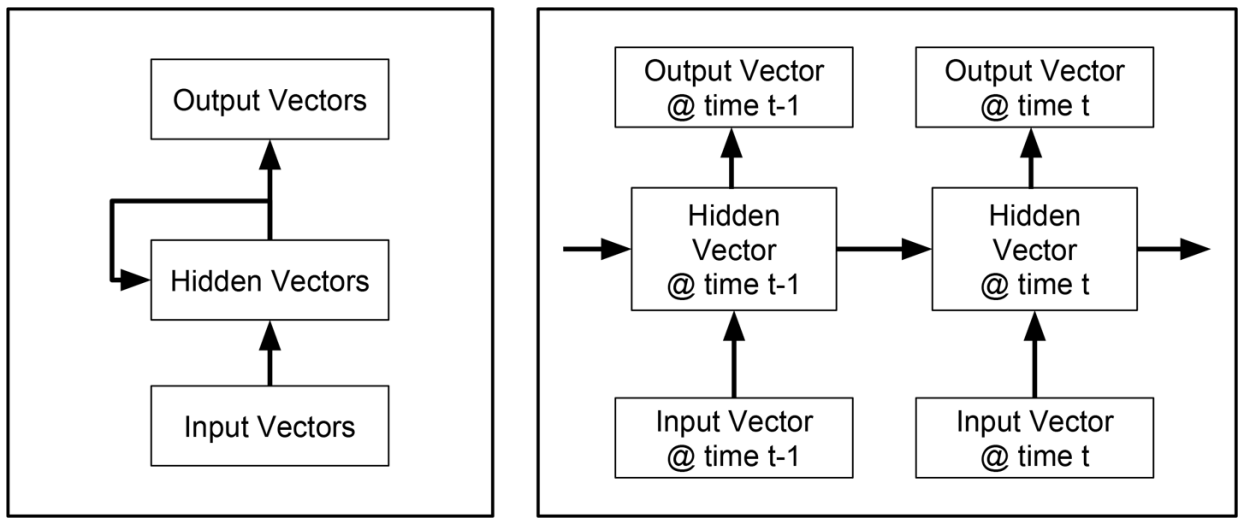 Output Vectors
Hidden Vectors
Input Vectors
Output Vector
@ time t-1
Output Vector
@ time t
Hidden
Vector
@ time t-1
Hidden
Vector
@ time t
Input Vector
@ time t-1
Input Vector
@ time t